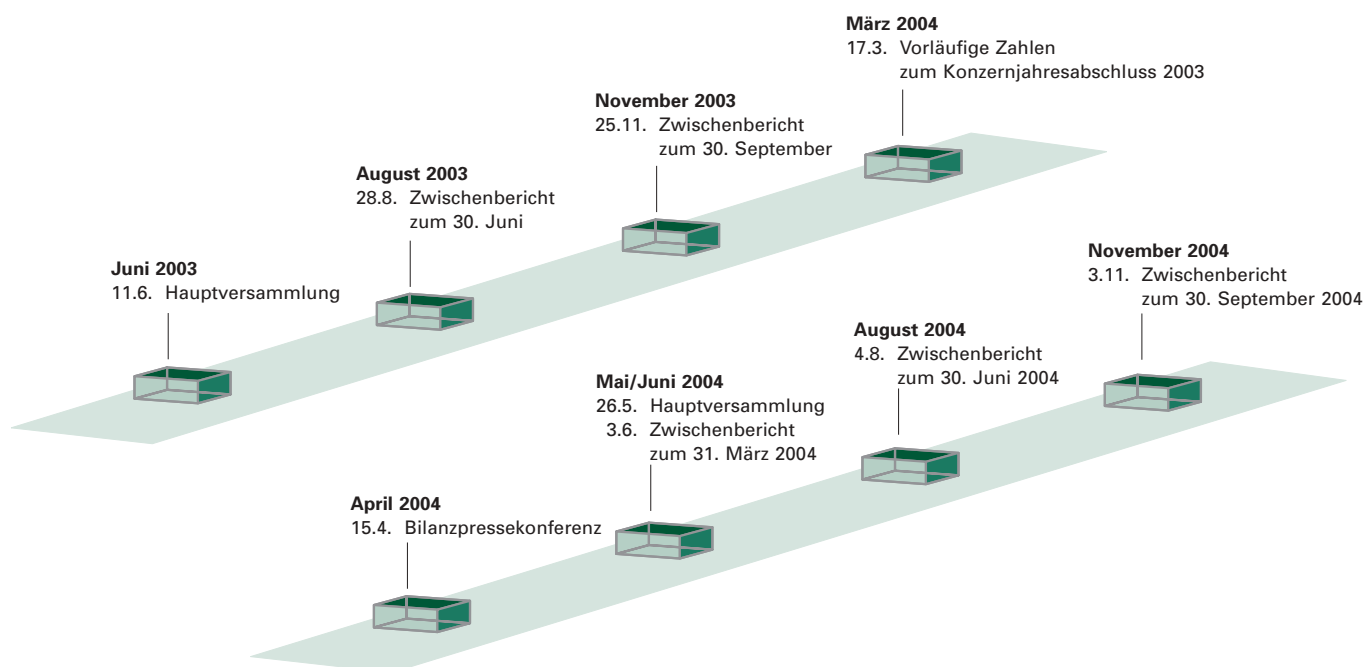 Juni 2003
11.6. Hauptversammlung
August 2003
28.8. Zwischenbericht
zum 30. Juni
November 2003
25.11. Zwischenbericht
zum 30. September
März 2004
17.3. Vorläufige Zahlen
zum Konzernjahresabschluss 2003
April 2004
15.4. Bilanzpressekonferenz
Mai/Juni 2004
26.5. Hauptversammlung
3.6. Zwischenbericht
zum 31. März 2004
August 2004
4.8. Zwischenbericht
zum 30. Juni 2004
November 2004
3.11. Zwischenbericht
zum 30. September 2004